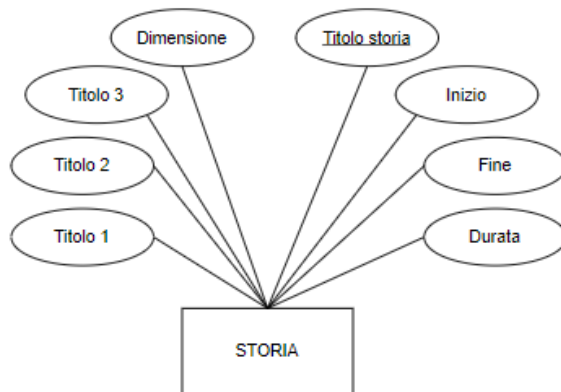 Dimensione
Titolo storia
Titolo 3
Inizio
Titolo 2
Fine
Titolo 1
Durata
STORIA